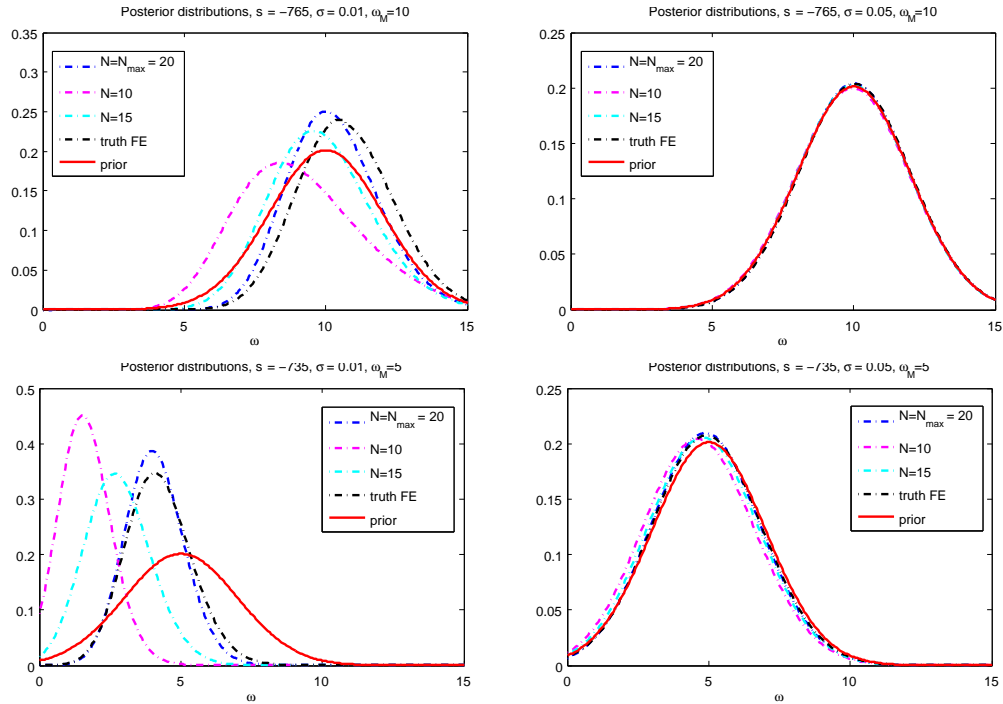 Posterior distributions, s = −765, σ = 0.01, ω_M=10
0.35
0.3
0.25
0.2
0.15
0.1
0.05
0
N=N_max = 20
N=10
N=15
truth FE
prior
0 5 10 15
ω
Posterior distributions, s = −765, σ = 0.05, ω_M=10
0.25
0.2
0.15
0.1
0.05
0
N=N_max = 20
N=10
N=15
truth FE
prior
0 5 10 15
ω
Posterior distributions, s = −735, σ = 0.01, ω_M=5
0.5
0.4
0.3
0.2
0.1
0
N=N_max = 20
N=10
N=15
truth FE
prior
0 5 10 15
ω
Posterior distributions, s = −735, σ = 0.05, ω_M=5
0.25
0.2
0.15
0.1
0.05
0
N=N_max = 20
N=10
N=15
truth FE
prior
0 5 10 15
ω